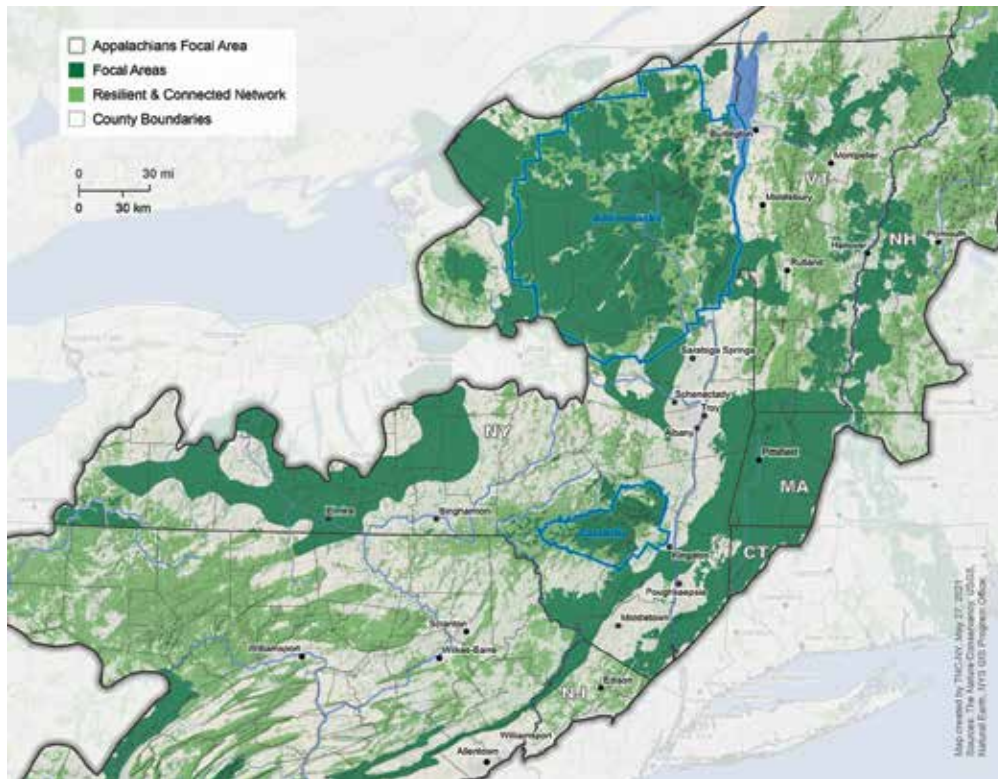 Appalachians Focal Area
Focal Areas
Resilient & Connected Network
County Boundaries
0 30 mi
0 30 km
Burlington
Montpelier
VT
Middlebury
Adirondacks
Hanover
NH
Plymouth
Rutland
Saratoga Springs
Schenectady
Troy
Albany
NY
Pittsfield
MA
Elmira
Binghamton
Catskills
Kingston
CT
Poughkeepsie
Middletown
Scranton
Williamsport
Wilkes-Barre
NJ
Edison
Williamsport
Allentown
Map created by TNC-NY, May 27, 2021
Sources: The Nature Conservancy, USGS,
Natural Earth, NYS GIS Program Office